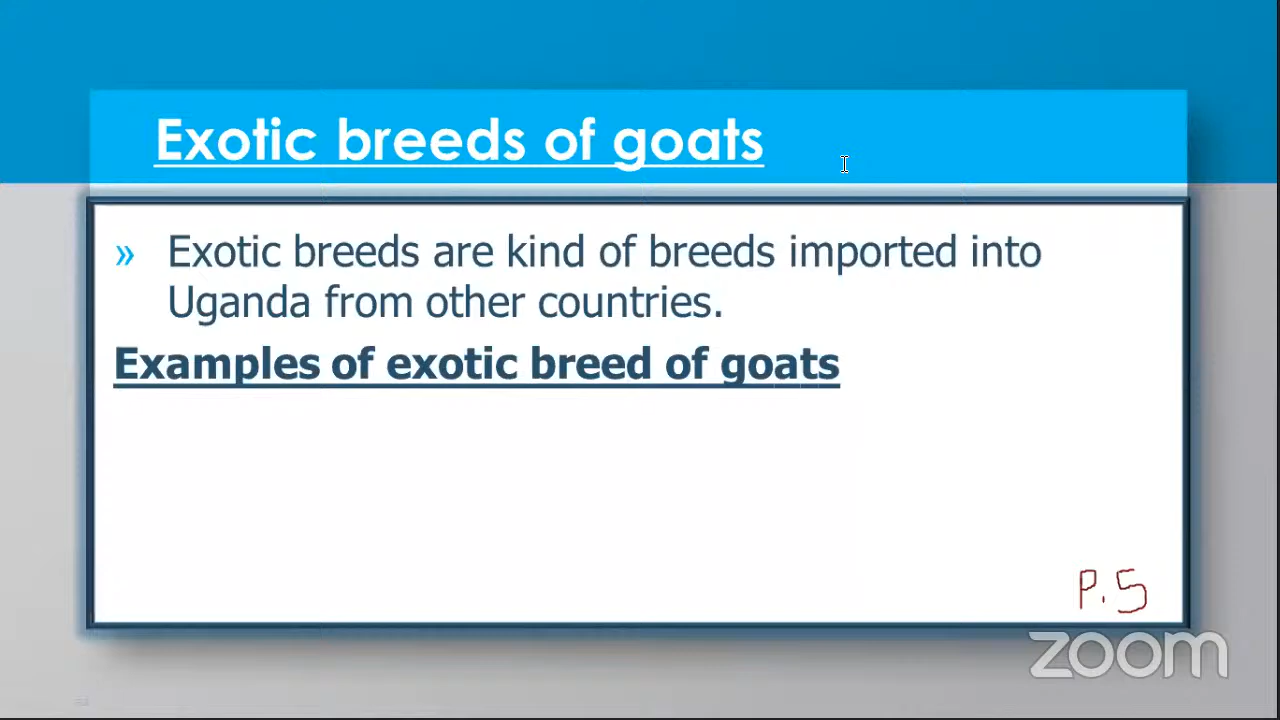 Exotic breeds of goats
» Exotic breeds are kind of breeds imported into
Uganda from other countries.
Examples of exotic breed of goats
P.5
zoom